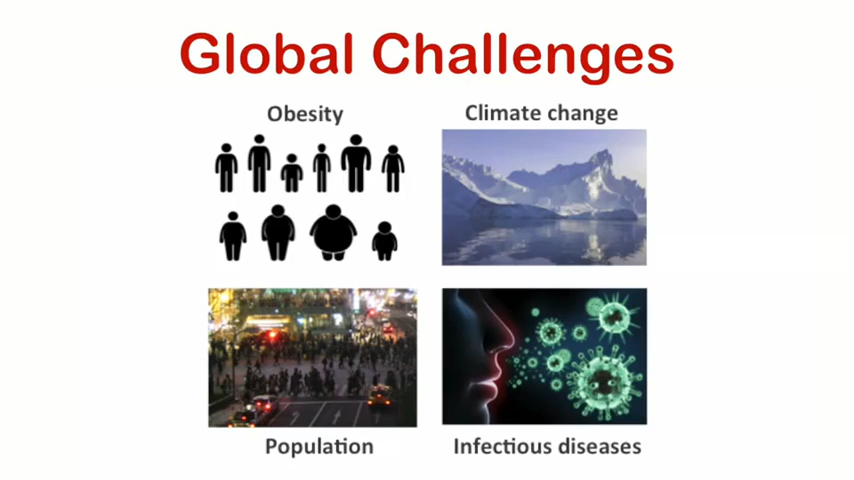 Global Challenges
Obesity
Climate change
Population
Infectious diseases